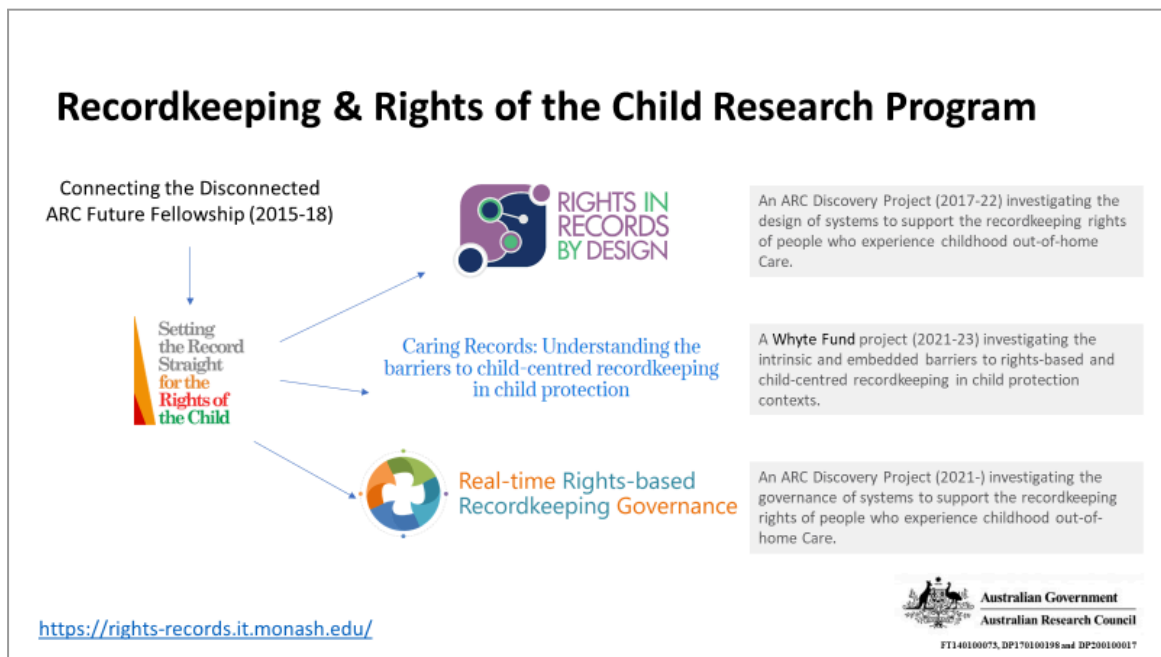 Recordkeeping & Rights of the Child Research Program
Connecting the Disconnected
ARC Future Fellowship (2015-18)
Setting
the Record
Straight
for the
Rights of
the Child
RIGHTS IN
RECORDS
BY DESIGN
An ARC Discovery Project (2017-22) investigating the
design of systems to support the recordkeeping rights
of people who experience childhood out-of-home
Care.
Caring Records: Understanding the
barriers to child-centred recordkeeping
in child protection
A Whyte Fund project (2021-23) investigating the
intrinsic and embedded barriers to rights-based and
child-centred recordkeeping in child protection
contexts.
Real-time Rights-based
Recordkeeping Governance
An ARC Discovery Project (2021-) investigating the
governance of systems to support the recordkeeping
rights of people who experience childhood out-of-
home Care.
https://rights-records.it.monash.edu/
Australian Government
Australian Research Council
FT140100073, DP170100198 and DP200100017